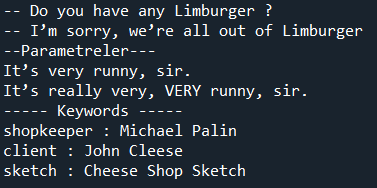 -- Do you have any Limburger ?
-- I’m sorry, we’re all out of Limburger
--Parametreler---
It’s very runny, sir.
It’s really very, VERY runny, sir.
----- Keywords -----
shopkeeper : Michael Palin
client : John Cleese
sketch : Cheese Shop Sketch